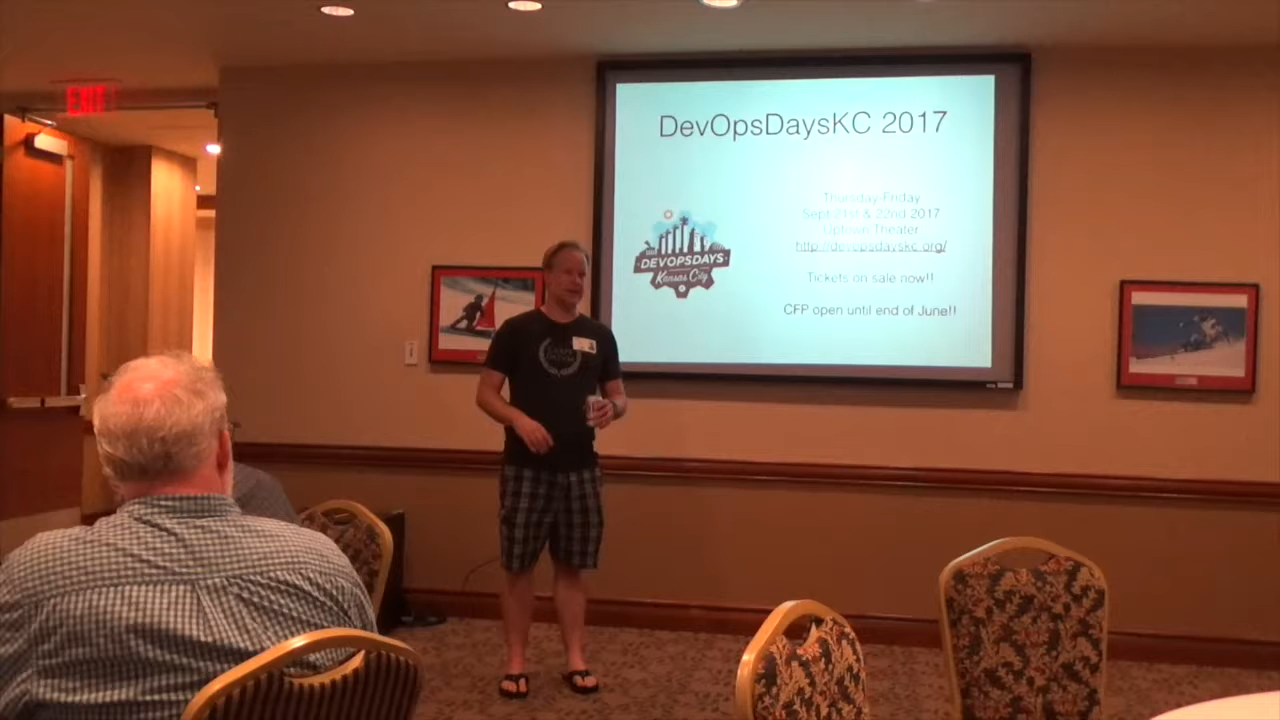 EXIT
DevOpsDaysKC 2017
Thursday-Friday
Sept 21st & 22nd 2017
Uptown Theater
http://devopsdayskc.org/
Tickets on sale now!!
CFP open until end of June!!
DEVOPSDAYS
Kansas City
CARPE